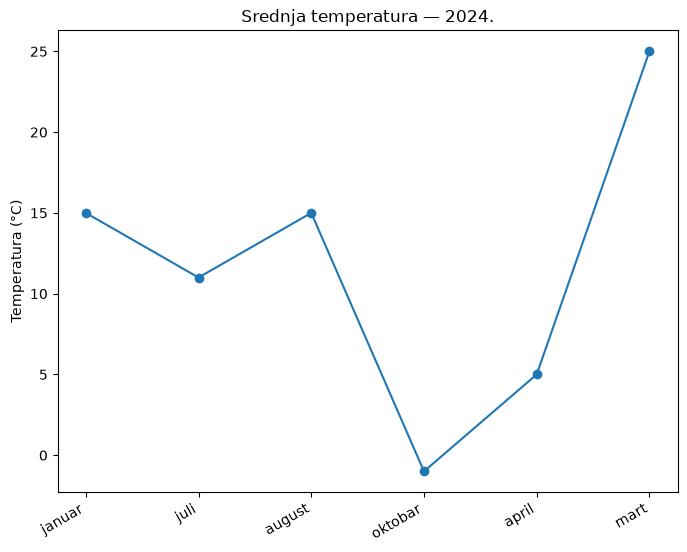 Srednja temperatura — 2024.
Temperatura (°C)
25
20
15
10
5
0
januar
juli
august
oktobar
april
mart